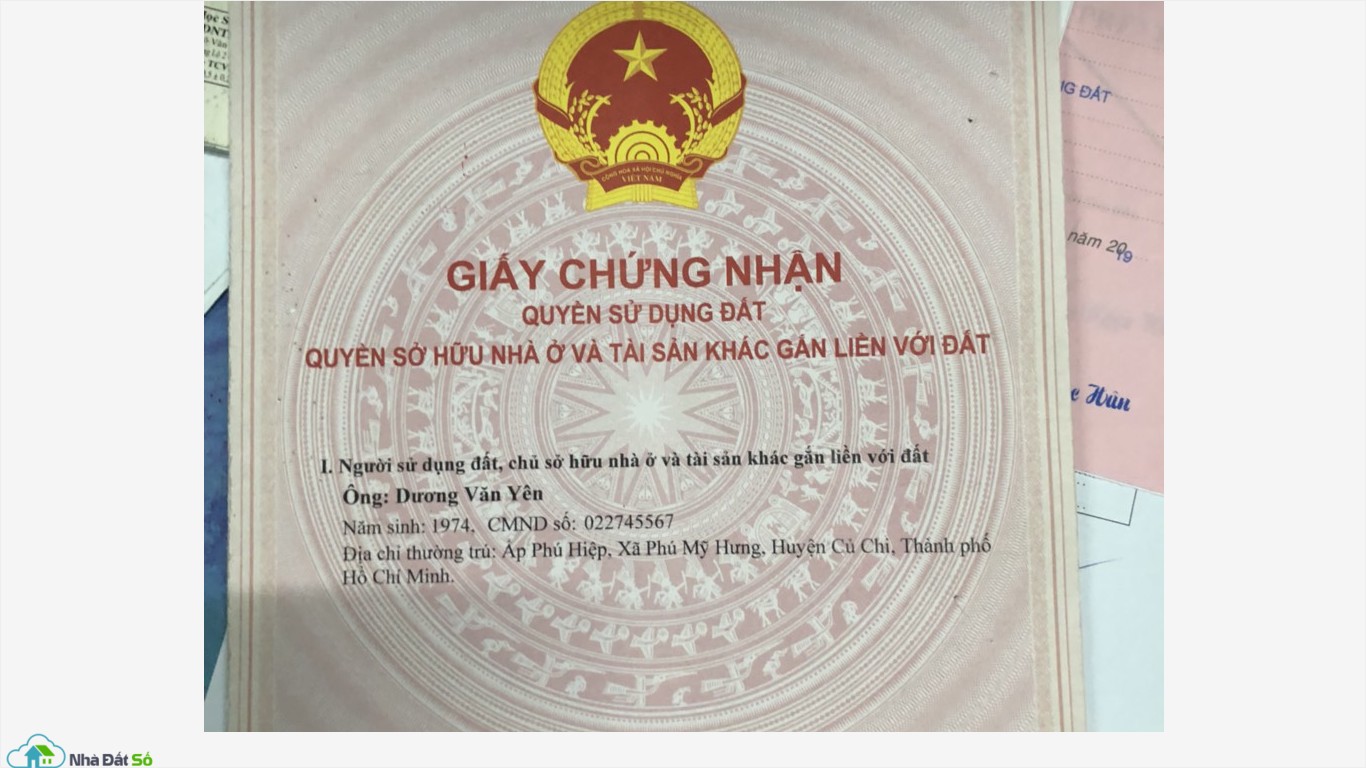 CỘNG HÒA XÃ HỘI CHỦ NGHĨA
VIỆT NAM
GIẤY CHỨNG NHẬN
QUYỀN SỬ DỤNG ĐẤT
QUYỀN SỞ HỮU NHÀ Ở VÀ TÀI SẢN KHÁC GẮN LIỀN VỚI ĐẤT
I. Người sử dụng đất, chủ sở hữu nhà ở và tài sản khác gắn liền với đất
Ông: Dương Văn Yên
Năm sinh: 1974, CMND số: 022745567
Địa chỉ thường trú: Ấp Phú Hiệp, Xã Phú Mỹ Hưng, Huyện Củ Chi, Thành phố
Hồ Chí Minh.
ĐẤT
năm 2019
Nhà Đất Số